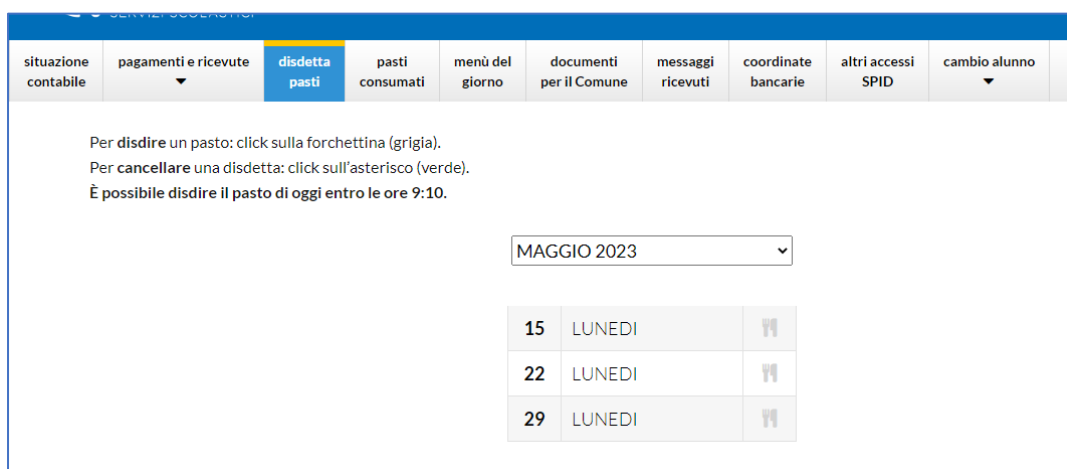 SERVIZI SCOLASTICI
situazione contabile
pagamenti e ricevute
disdetta pasti
pasti consumati
menù del giorno
documenti per il Comune
messaggi ricevuti
coordinate bancarie
altri accessi SPID
cambio alunno
Per disdire un pasto: click sulla forchettina (grigia).
Per cancellare una disdetta: click sull’asterisco (verde).
È possibile disdire il pasto di oggi entro le ore 9:10.
MAGGIO 2023
15 LUNEDI
22 LUNEDI
29 LUNEDI